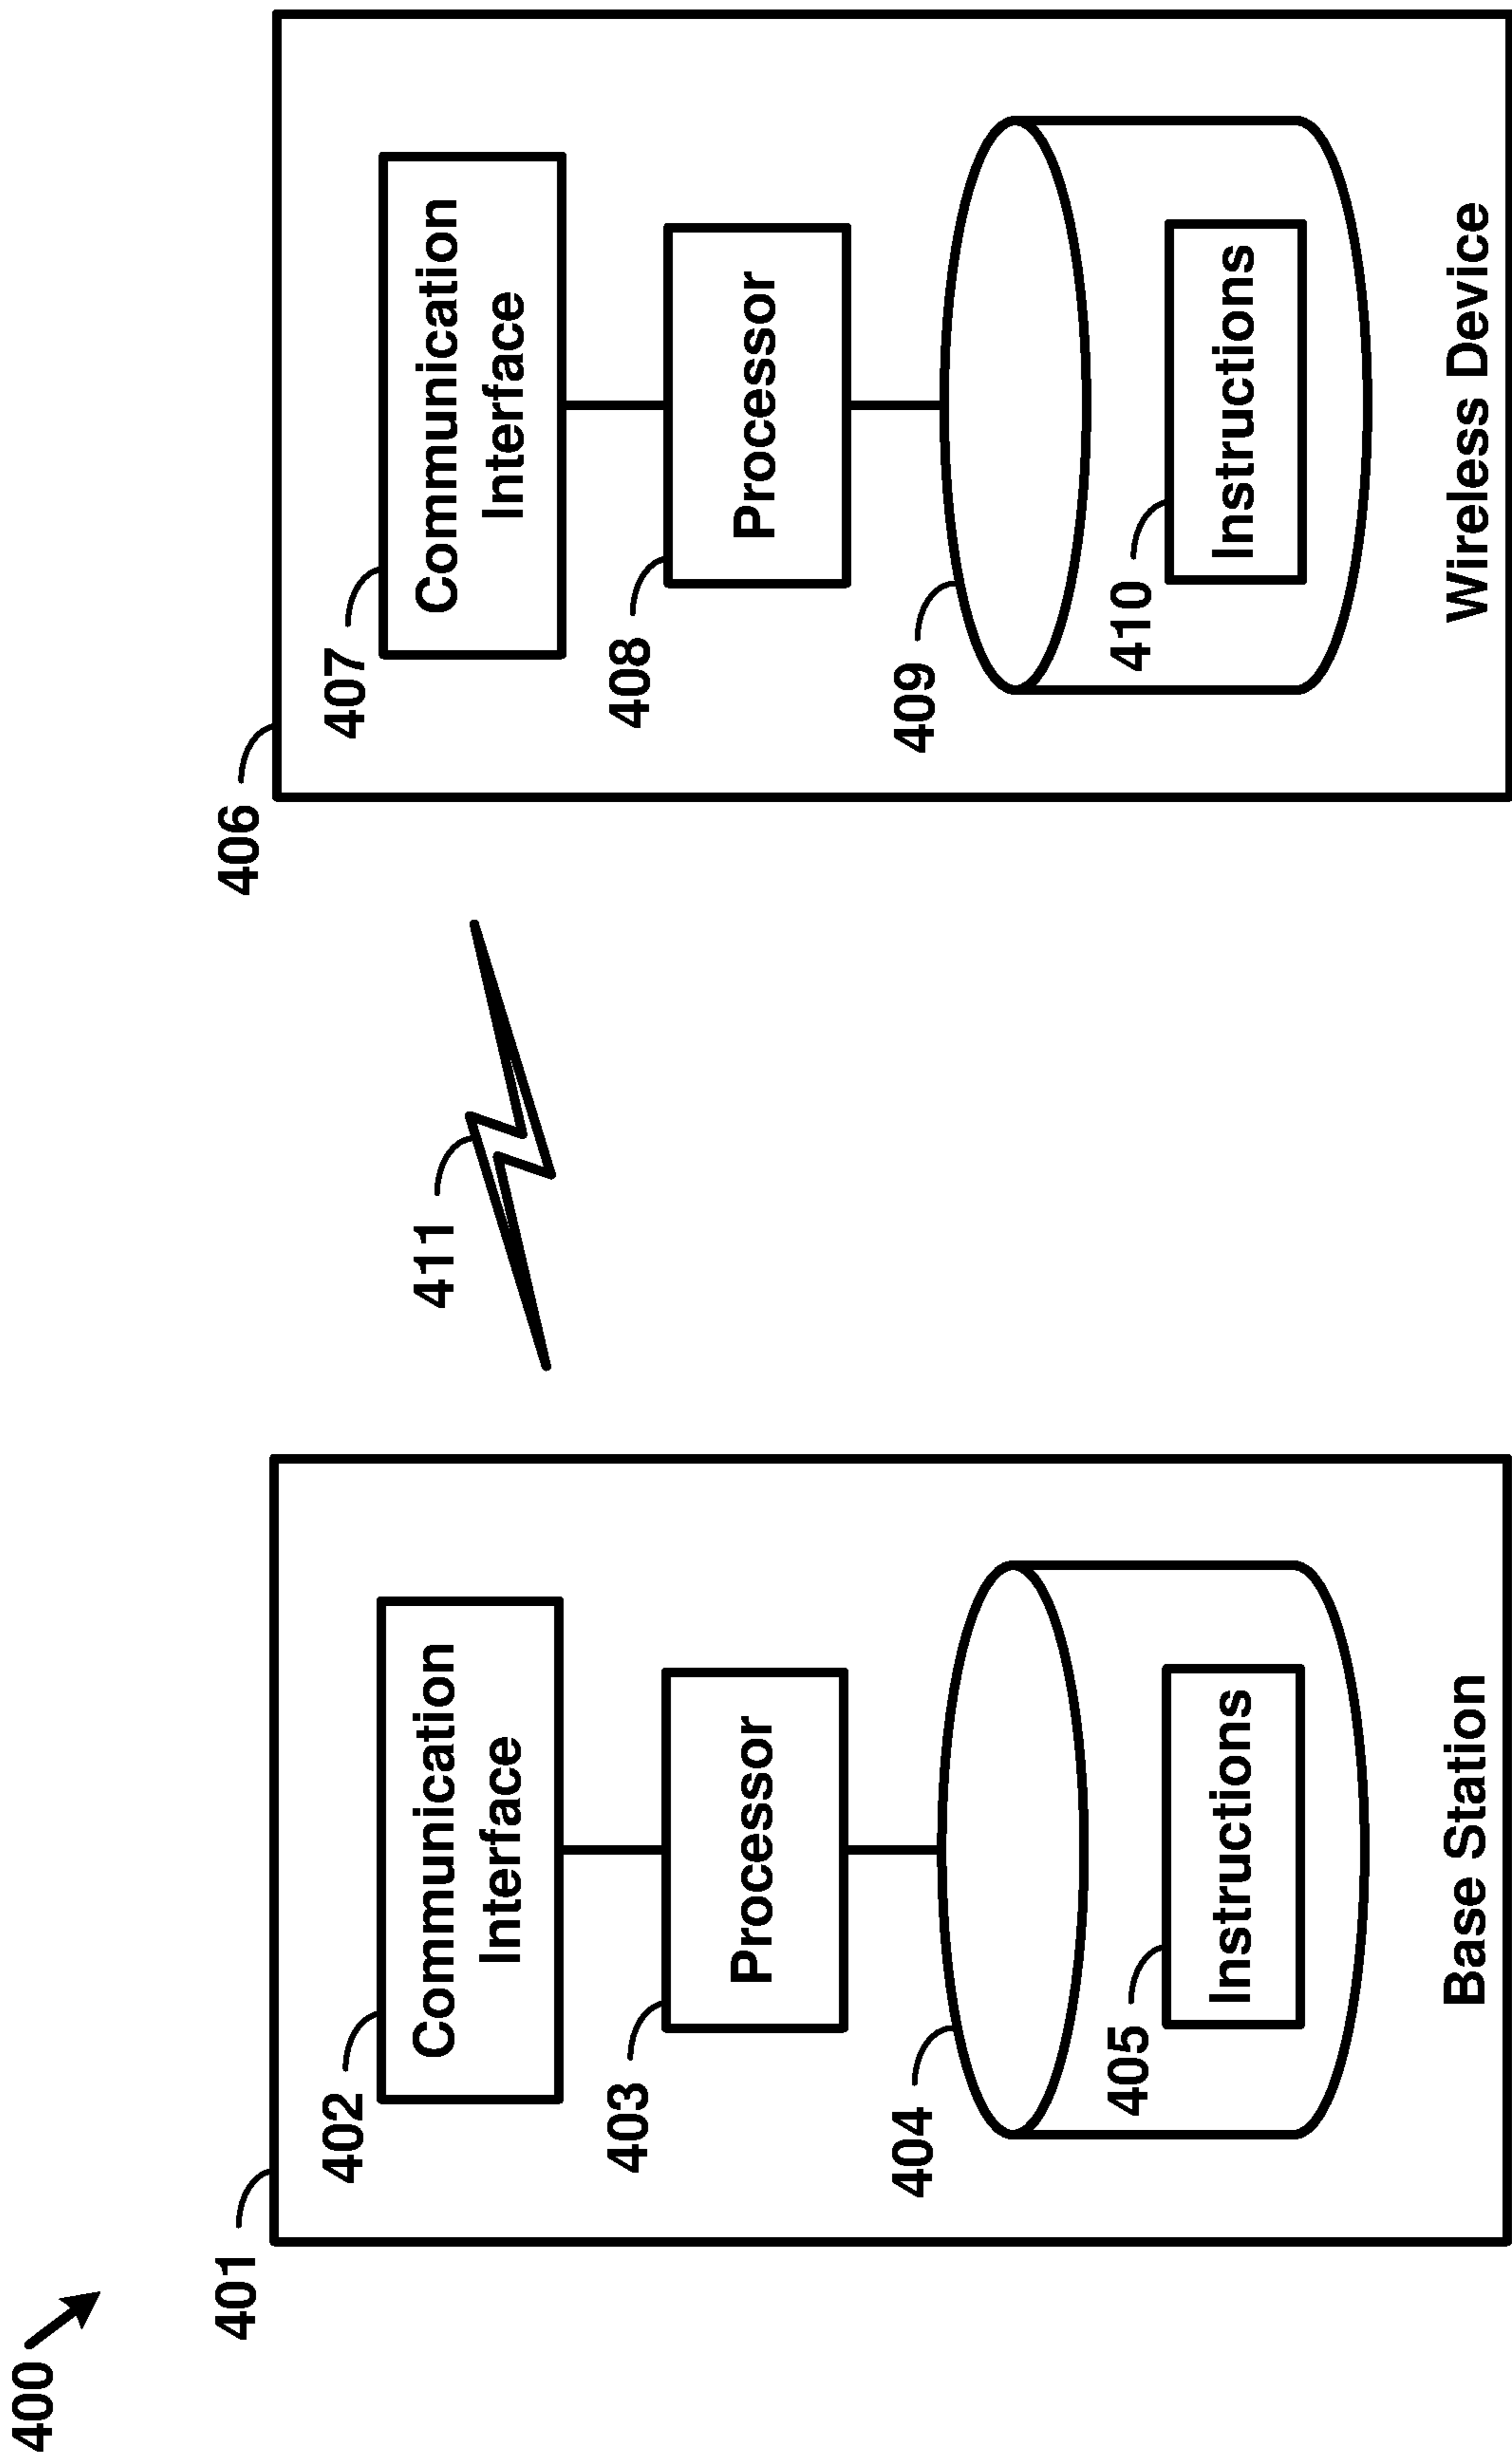 400
401
402
Communication
Interface
403
Processor
404
405
Instructions
Base Station
411
406
407
Communication
Interface
408
Processor
409
410
Instructions
Wireless Device